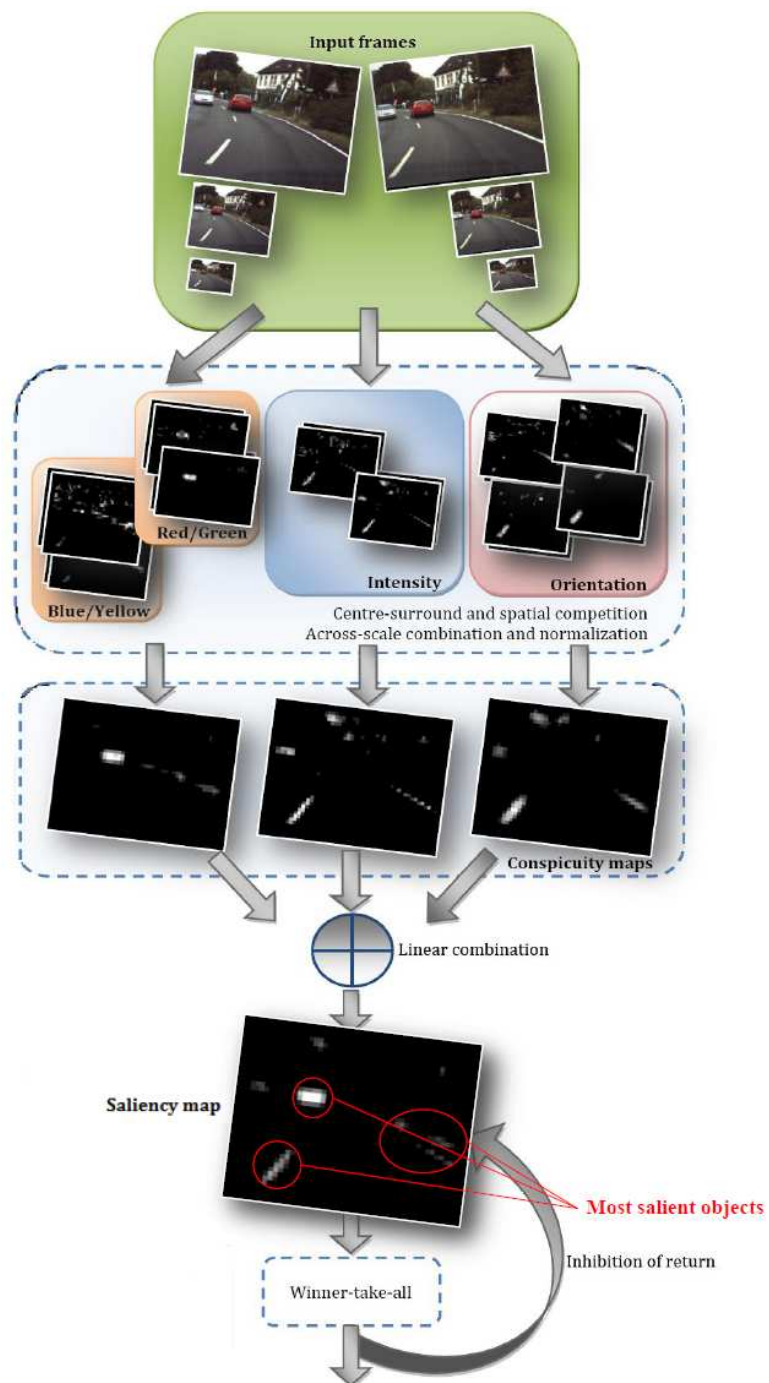 Input frames
Red/Green
Blue/Yellow
Intensity
Orientation
Centre-surround and spatial competition
Across-scale combination and normalization
Conspicuity maps
Linear combination
Saliency map
Most salient objects
Inhibition of return
Winner-take-all